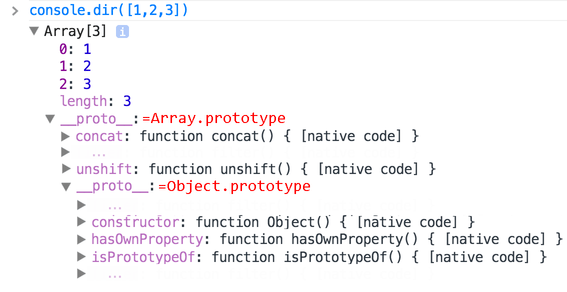 > console.dir([1,2,3])
▼ Array[3] i
0: 1
1: 2
2: 3
length: 3
▼ __proto__:=Array.prototype
▶ concat: function concat() { [native code] }
▶ ...
▶ unshift: function unshift() { [native code] }
▼ __proto__:=Object.prototype
▶ ...
▶ constructor: function Object() { [native code] }
▶ hasOwnProperty: function hasOwnProperty() { [native code] }
▶ isPrototypeOf: function isPrototypeOf() { [native code] }
▶ ...